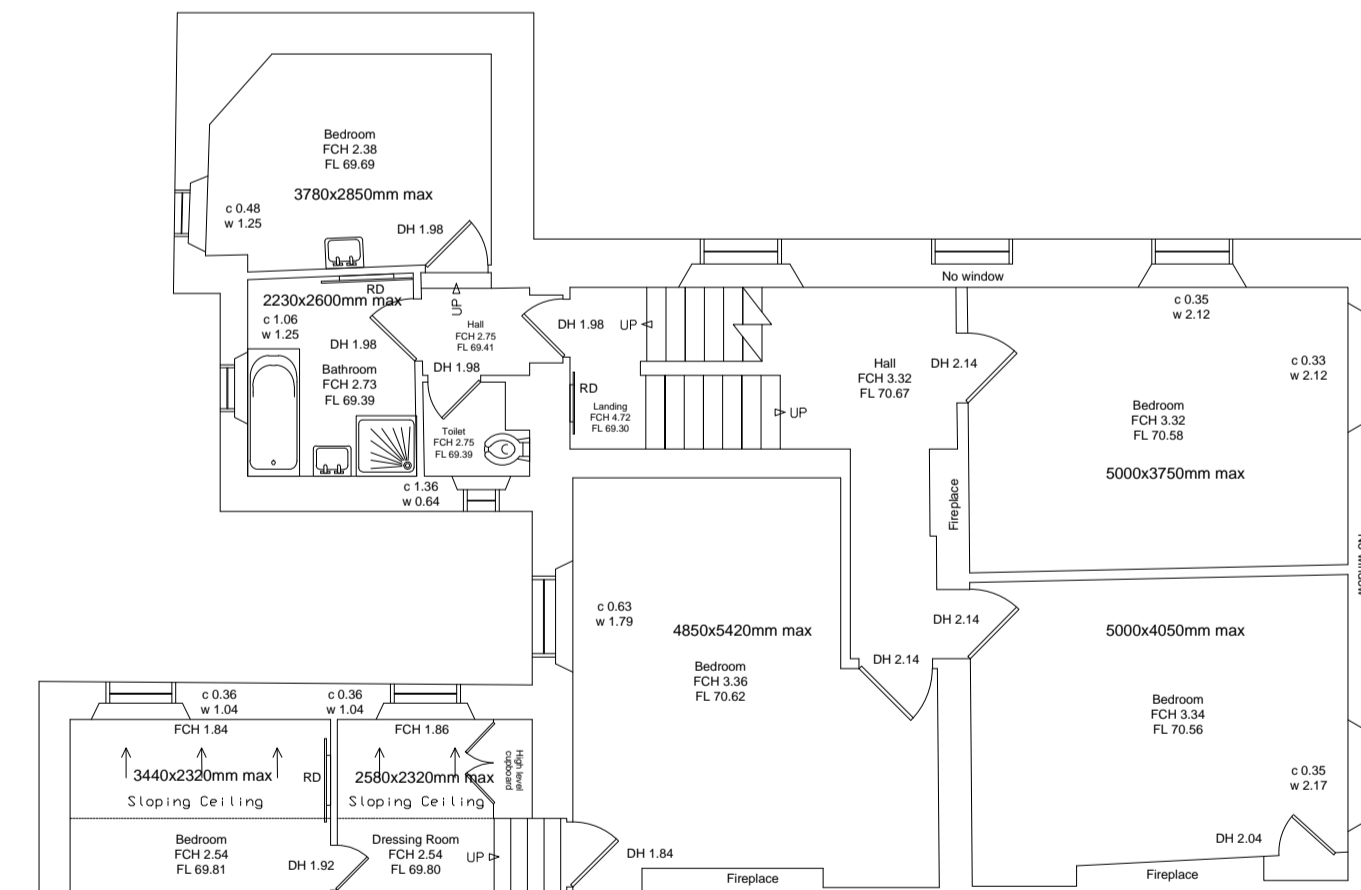 Bedroom
FCH 2.38
FL 69.69
3780x2850mm max
c 0.48
w 1.25
DH 1.98
RD
UP
2230x2600mm max
c 1.06
w 1.25
DH 1.98
Bathroom
FCH 2.73
FL 69.39
Hall
FCH 2.75
FL 69.41
DH 1.98
DH 1.98
UP
RD
Landing
FCH 4.72
FL 69.30
UP
Toilet
FCH 2.75
FL 69.39
c 1.36
w 0.64
No window
Hall
FCH 3.32
FL 70.67
DH 2.14
c 0.35
w 2.12
c 0.33
w 2.12
Bedroom
FCH 3.32
FL 70.58
5000x3750mm max
Fireplace
No window
c 0.63
w 1.79
4850x5420mm max
Bedroom
FCH 3.36
FL 70.62
DH 2.14
DH 2.14
5000x4050mm max
Bedroom
FCH 3.34
FL 70.56
c 0.35
w 2.17
DH 2.04
Fireplace
c 0.36
w 1.04
FCH 1.84
3440x2320mm max
Sloping Ceiling
RD
Bedroom
FCH 2.54
FL 69.81
DH 1.92
c 0.36
w 1.04
FCH 1.86
2580x2320mm max
Sloping Ceiling
High level
cupboard
Dressing Room
FCH 2.54
FL 69.80
UP
DH 1.84
Fireplace